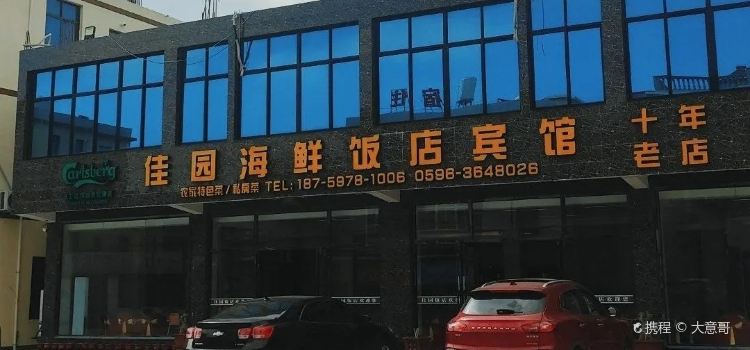 佳园海鲜饭店宾馆
十年
老店
Carlsberg
农家特色菜/私房菜 TEL: 187-5978-1006 0598-3648026
携程 © 大意哥